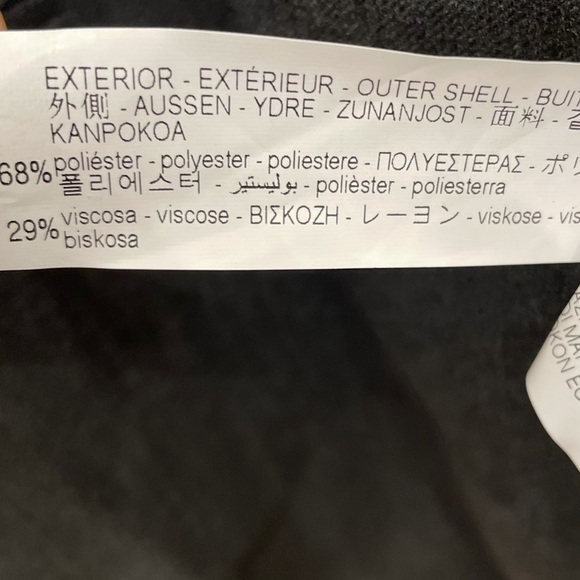 EXTERIOR - EXTÉRIEUR - OUTER SHELL -
外側 - AUSSEN - YDRE - ZUNANJOST - 面料 -
KANPOKOA
68% poliéster - polyester - poliestere - ΠΟΛΥΕΣΤΕΡΑΣ -
폴리에스터 - بوليستير - polièster - poliesterra
29% viscosa - viscose - ΒΙΣΚΟΖΗ - レーヨン - viskose -
biskosa